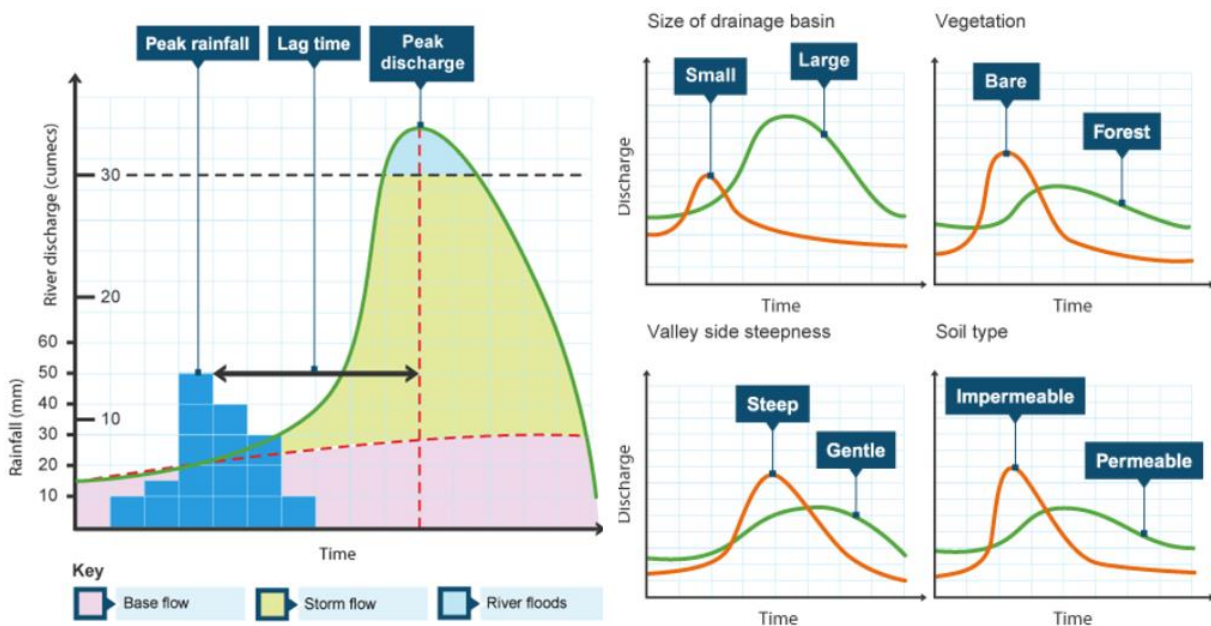 Peak rainfall
Lag time
Peak
discharge
River discharge (cumecs)
30
20
10
Rainfall (mm)
60
50
40
30
20
10
Time
Key
Base flow
Storm flow
River floods
Size of drainage basin
Small
Large
Discharge
Time
Vegetation
Bare
Forest
Time
Valley side steepness
Steep
Gentle
Discharge
Time
Soil type
Impermeable
Permeable
Time